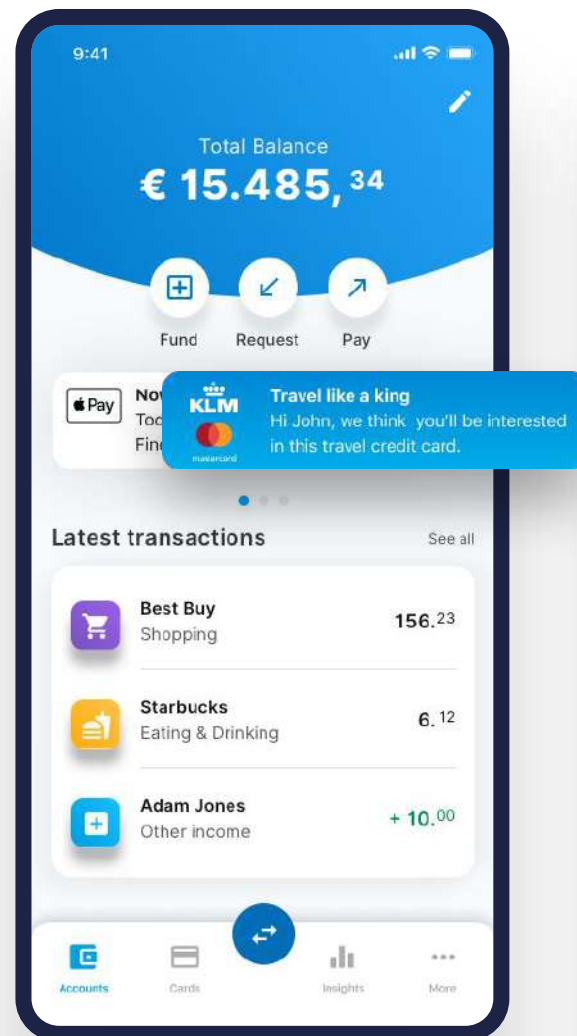 9:41
Total Balance
€ 15.485, 34
Fund Request Pay
Pay
KLM
mastercard
Travel like a king
Hi John, we think you'll be interested
in this travel credit card.
Latest transactions See all
Best Buy 156.23
Shopping
Starbucks 6. 12
Eating & Drinking
Adam Jones + 10.00
Other income
Accounts Cards Insights More